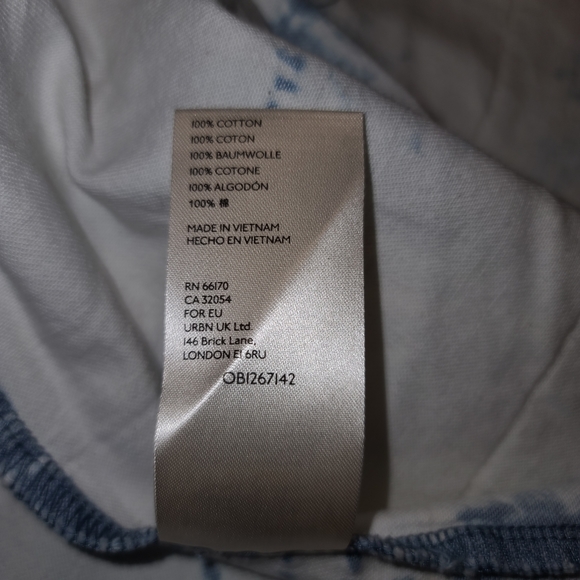 100% COTTON
100% COTON
100% BAUMWOLLE
100% COTONE
100% ALGODÓN
100% 棉
MADE IN VIETNAM
HECHO EN VIETNAM
RN 66170
CA 32054
FOR EU
URBN UK Ltd.
146 Brick Lane,
LONDON E1 6RU
OB1267142